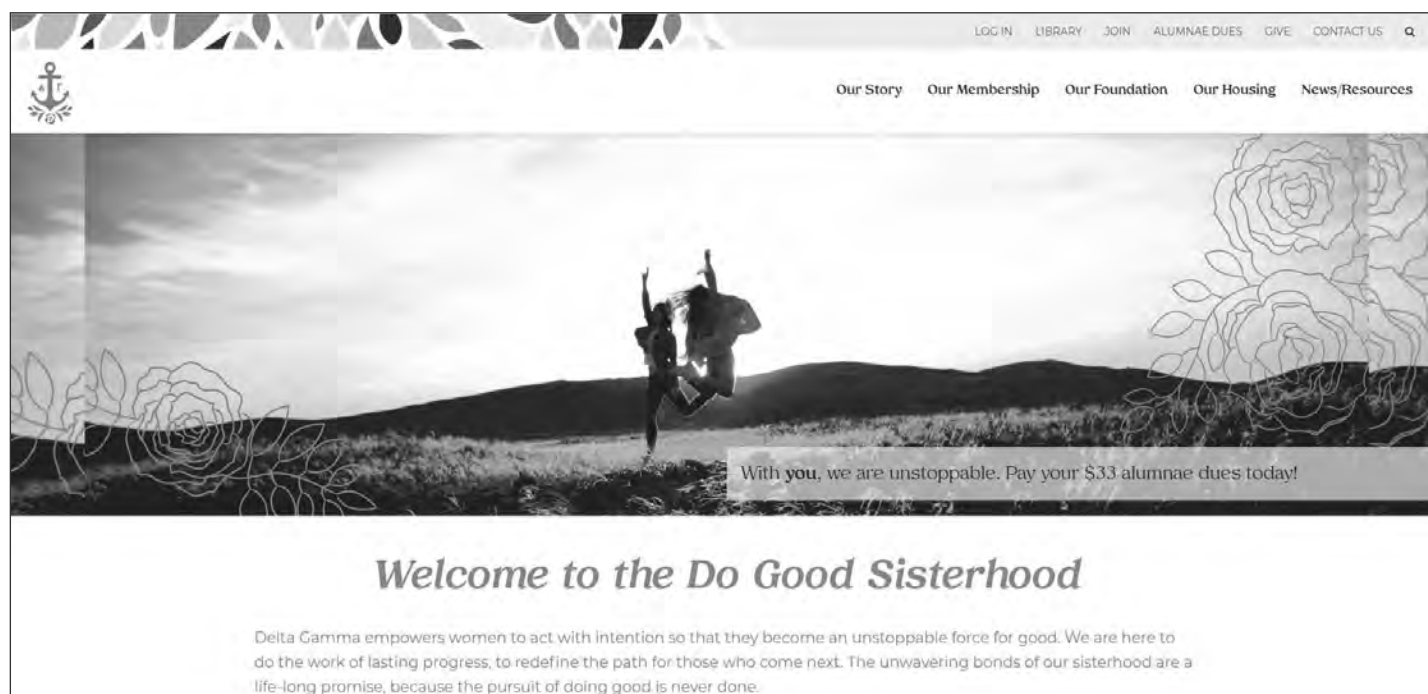 LOG IN LIBRARY JOIN ALUMNAE DUES GIVE CONTACT US
Α Γ
Our Story Our Membership Our Foundation Our Housing News/Resources
With you, we are unstoppable. Pay your $33 alumnae dues today!
Welcome to the Do Good Sisterhood
Delta Gamma empowers women to act with intention so that they become an unstoppable force for good. We are here to
do the work of lasting progress, to redefine the path for those who come next. The unwavering bonds of our sisterhood are a
life-long promise, because the pursuit of doing good is never done.